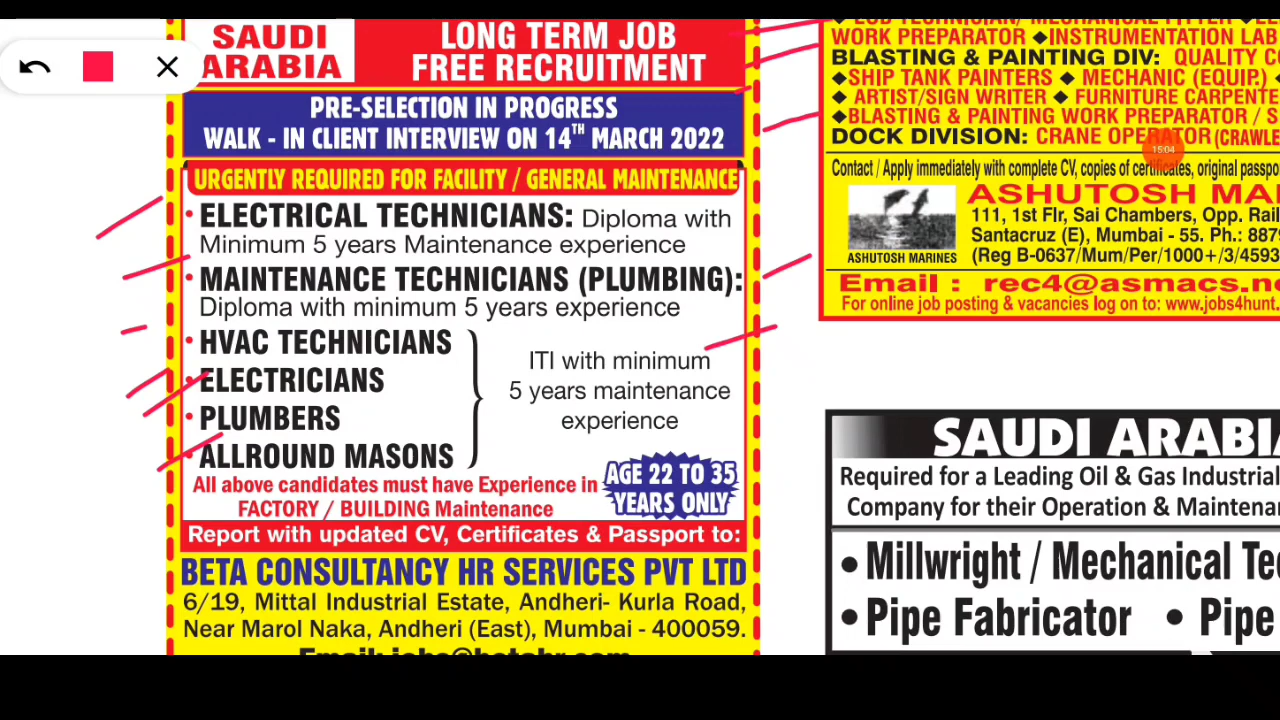 SAUDI
ARABIA
LONG TERM JOB
FREE RECRUITMENT
PRE-SELECTION IN PROGRESS
WALK - IN CLIENT INTERVIEW ON 14TH MARCH 2022
URGENTLY REQUIRED FOR FACILITY / GENERAL MAINTENANCE
• ELECTRICAL TECHNICIANS: Diploma with
Minimum 5 years Maintenance experience
• MAINTENANCE TECHNICIANS (PLUMBING):
Diploma with minimum 5 years experience
• HVAC TECHNICIANS
• ELECTRICIANS
• PLUMBERS
• ALLROUND MASONS
ITI with minimum
5 years maintenance
experience
All above candidates must have Experience in
FACTORY / BUILDING Maintenance
AGE 22 TO 35
YEARS ONLY
Report with updated CV, Certificates & Passport to:
BETA CONSULTANCY HR SERVICES PVT LTD
6/19, Mittal Industrial Estate, Andheri- Kurla Road,
Near Marol Naka, Andheri (East), Mumbai - 400059.
Email: jobs@betahr.com
WORK PREPARATOR ◆INSTRUMENTATION LAB
BLASTING & PAINTING DIV: QUALITY C
◆SHIP TANK PAINTERS ◆ MECHANIC (EQUIP.) ◆
◆ ARTIST/SIGN WRITER ◆ FURNITURE CARPENTE
◆BLASTING & PAINTING WORK PREPARATOR / S
DOCK DIVISION: CRANE OPERATOR (CRAWLE
15:04
Contact / Apply immediately with complete CV, copies of certificates, original passpo
ASHUTOSH MA
111, 1st Flr, Sai Chambers, Opp. Rail
Santacruz (E), Mumbai - 55. Ph.: 887
(Reg B-0637/Mum/Per/1000+/3/4593
ASHUTOSH MARINES
Email : rec4@asmacs.ne
For online job posting & vacancies log on to: www.jobs4hunt.
SAUDI ARABIA
Required for a Leading Oil & Gas Industrial
Company for their Operation & Maintenan
• Millwright / Mechanical Te
• Pipe Fabricator • Pipe